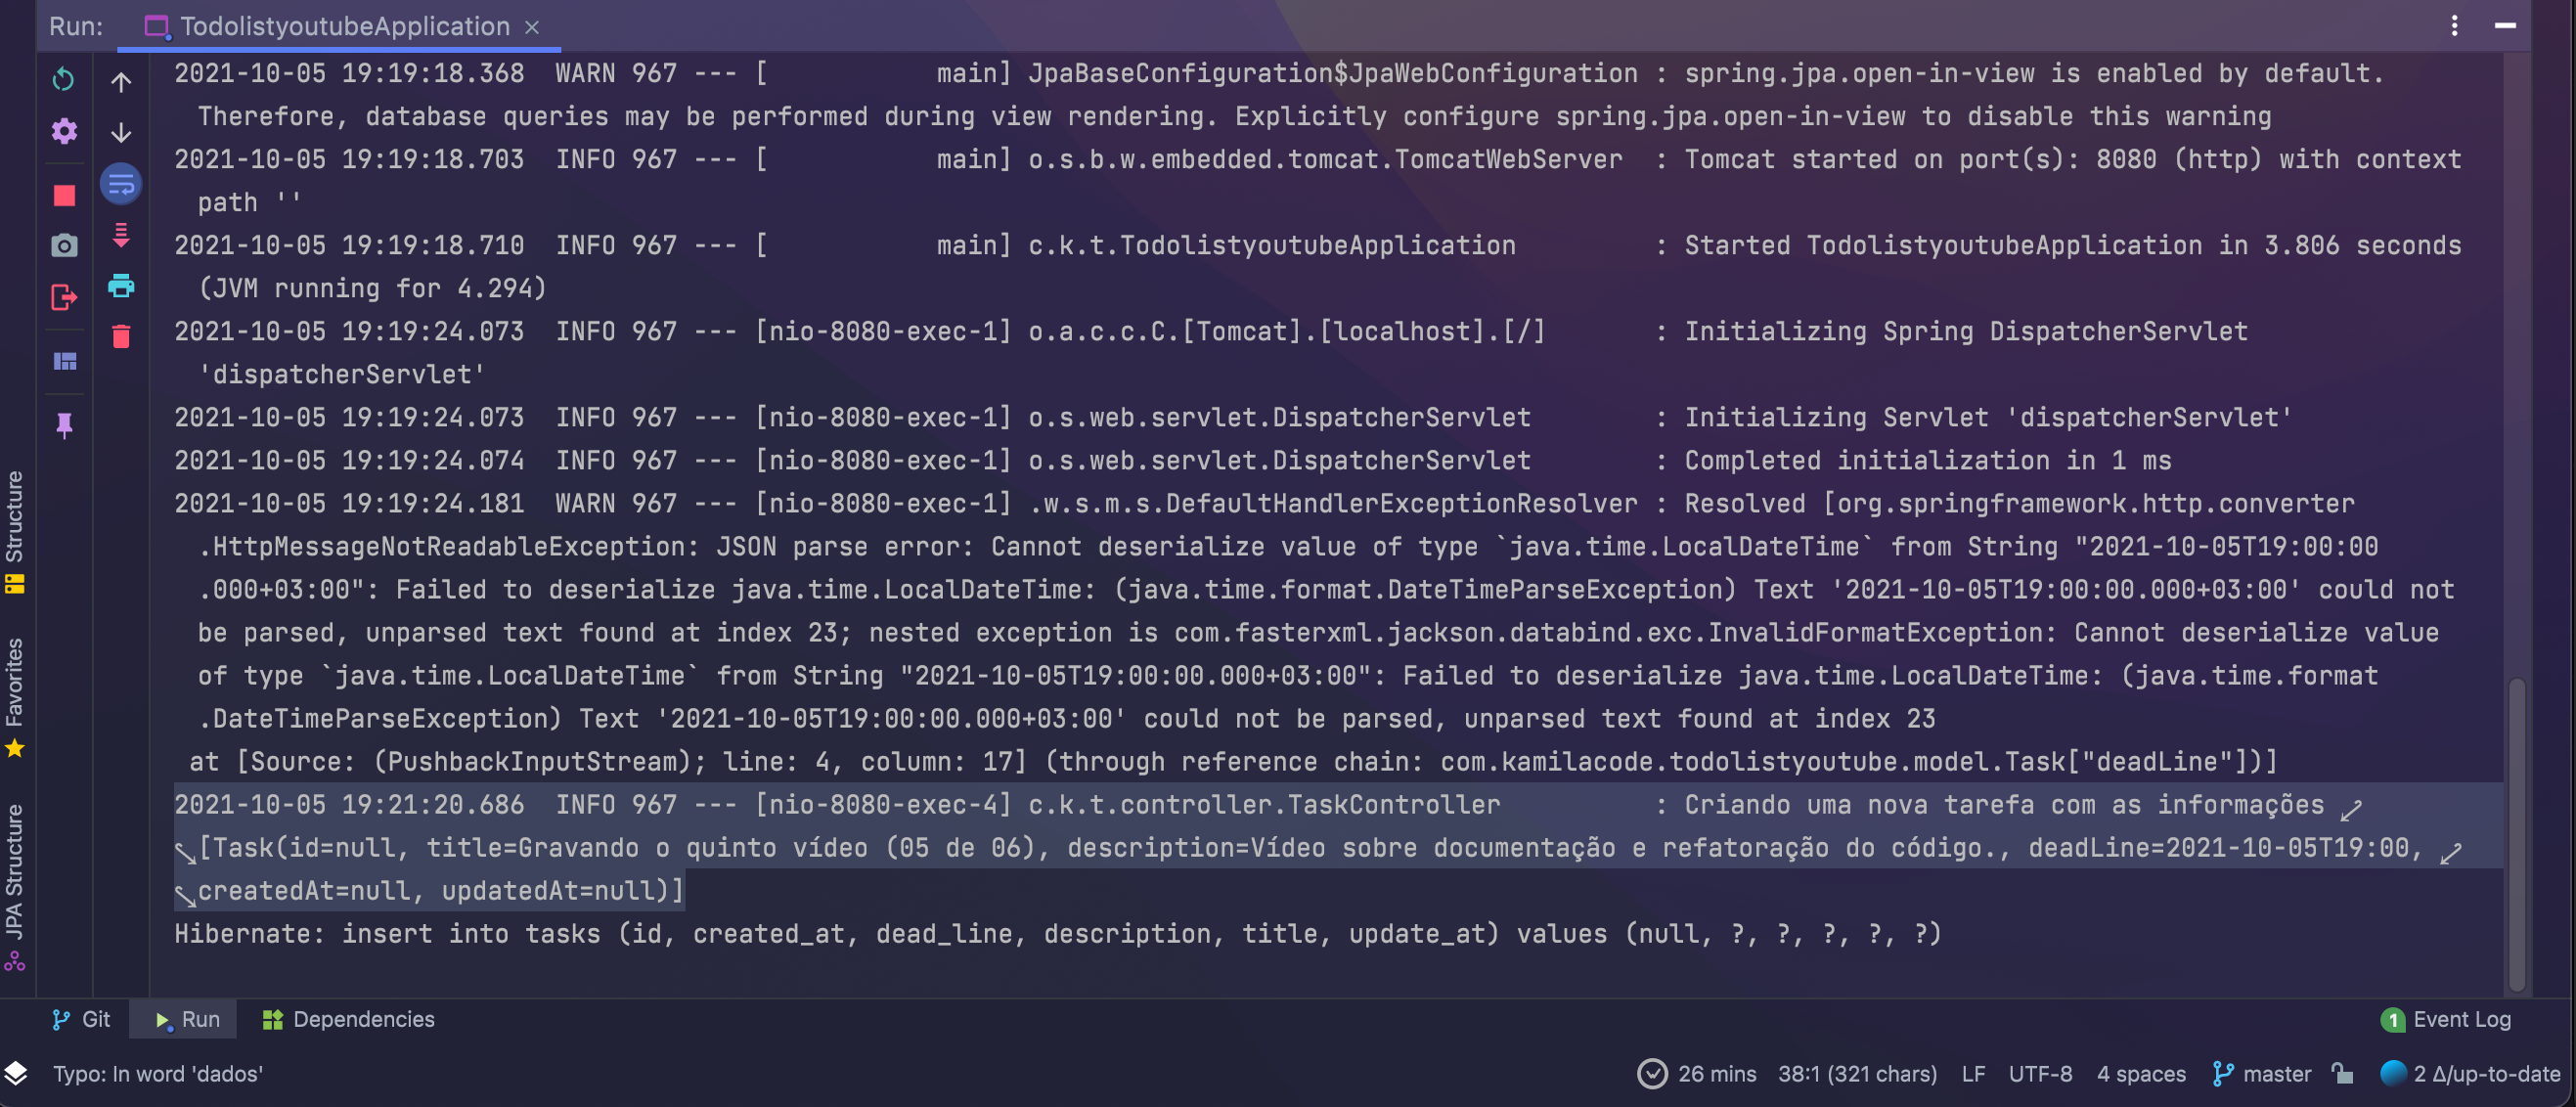 Run: TodolistyoutubeApplication ×
2021-10-05 19:19:18.368  WARN 967 --- [           main] JpaBaseConfiguration$JpaWebConfiguration : spring.jpa.open-in-view is enabled by default.
Therefore, database queries may be performed during view rendering. Explicitly configure spring.jpa.open-in-view to disable this warning
2021-10-05 19:19:18.703  INFO 967 --- [           main] o.s.b.w.embedded.tomcat.TomcatWebServer  : Tomcat started on port(s): 8080 (http) with context
path ''
2021-10-05 19:19:18.710  INFO 967 --- [           main] c.k.t.TodolistyoutubeApplication         : Started TodolistyoutubeApplication in 3.806 seconds
(JVM running for 4.294)
2021-10-05 19:19:24.073  INFO 967 --- [nio-8080-exec-1] o.a.c.c.C.[Tomcat].[localhost].[/]       : Initializing Spring DispatcherServlet
'dispatcherServlet'
2021-10-05 19:19:24.073  INFO 967 --- [nio-8080-exec-1] o.s.web.servlet.DispatcherServlet        : Initializing Servlet 'dispatcherServlet'
2021-10-05 19:19:24.074  INFO 967 --- [nio-8080-exec-1] o.s.web.servlet.DispatcherServlet        : Completed initialization in 1 ms
2021-10-05 19:19:24.181  WARN 967 --- [nio-8080-exec-1] .w.s.m.s.DefaultHandlerExceptionResolver : Resolved [org.springframework.http.converter
.HttpMessageNotReadableException: JSON parse error: Cannot deserialize value of type `java.time.LocalDateTime` from String "2021-10-05T19:00:00
.000+03:00": Failed to deserialize java.time.LocalDateTime: (java.time.format.DateTimeParseException) Text '2021-10-05T19:00:00.000+03:00' could not
be parsed, unparsed text found at index 23; nested exception is com.fasterxml.jackson.databind.exc.InvalidFormatException: Cannot deserialize value
of type `java.time.LocalDateTime` from String "2021-10-05T19:00:00.000+03:00": Failed to deserialize java.time.LocalDateTime: (java.time.format
.DateTimeParseException) Text '2021-10-05T19:00:00.000+03:00' could not be parsed, unparsed text found at index 23
at [Source: (PushbackInputStream); line: 4, column: 17] (through reference chain: com.kamilacode.todolistyoutube.model.Task["deadLine"])]
2021-10-05 19:21:20.686  INFO 967 --- [nio-8080-exec-4] c.k.t.controller.TaskController          : Criando uma nova tarefa com as informações
[Task(id=null, title=Gravando o quinto vídeo (05 de 06), description=Vídeo sobre documentação e refatoração do código., deadLine=2021-10-05T19:00,
createdAt=null, updatedAt=null)]
Hibernate: insert into tasks (id, created_at, dead_line, description, title, update_at) values (null, ?, ?, ?, ?, ?)
Structure
Favorites
JPA Structure
Git Run Dependencies 1 Event Log
Typo: In word 'dados' 26 mins 38:1 (321 chars) LF UTF-8 4 spaces master 2 Δ/up-to-date